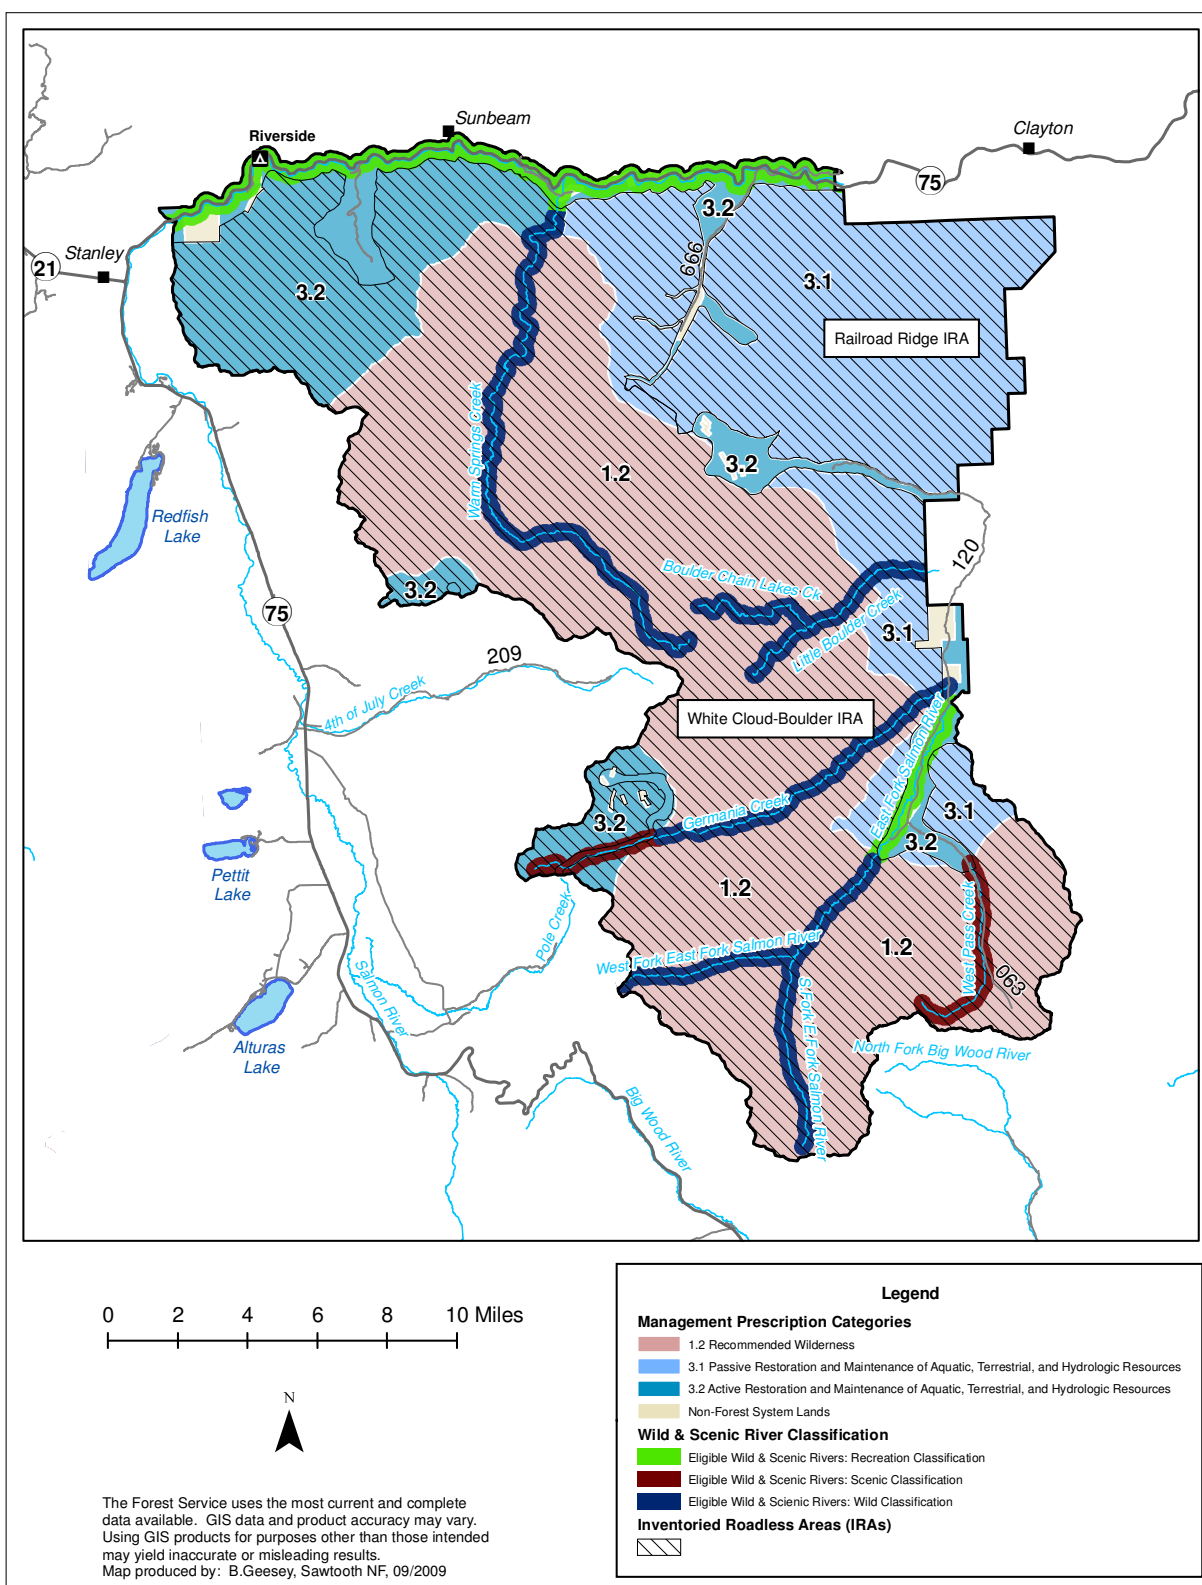 Sunbeam
Riverside
Clayton
75
Stanley
21
3.2
666
3.2
3.1
Railroad Ridge IRA
Warm Springs Creek
1.2
3.2
Redfish
Lake
120
Boulder Chain Lakes Ck
3.2
75
Little Boulder Creek
3.1
209
4th of July Creek
White Cloud-Boulder IRA
East Fork Salmon River
Germania Creek
3.2
3.1
3.2
Pettit
Lake
1.2
West Pass Creek
Pole Creek
1.2
West Fork East Fork Salmon River
063
Salmon River
S Fork E Fork Salmon River
Alturas
Lake
North Fork Big Wood River
Big Wood River
0 2 4 6 8 10 Miles
N
The Forest Service uses the most current and complete
data available. GIS data and product accuracy may vary.
Using GIS products for purposes other than those intended
may yield inaccurate or misleading results.
Map produced by: B.Geesey, Sawtooth NF, 09/2009
Legend
Management Prescription Categories
1.2 Recommended Wilderness
3.1 Passive Restoration and Maintenance of Aquatic, Terrestrial, and Hydrologic Resources
3.2 Active Restoration and Maintenance of Aquatic, Terrestrial, and Hydrologic Resources
Non-Forest System Lands
Wild & Scenic River Classification
Eligible Wild & Scenic Rivers: Recreation Classification
Eligible Wild & Scenic Rivers: Scenic Classification
Eligible Wild & Scienic Rivers: Wild Classification
Inventoried Roadless Areas (IRAs)